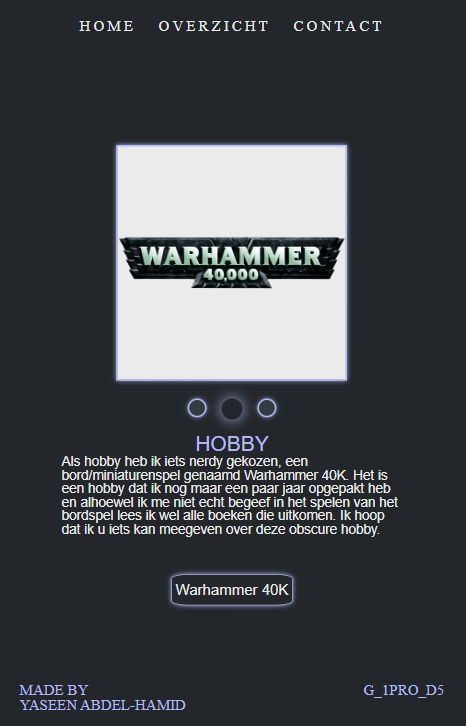 HOME OVERZICHT CONTACT
WARHAMMER
40,000
HOBBY
Als hobby heb ik iets nerdy gekozen, een
bord/miniaturenspel genaamd Warhammer 40K. Het is
een hobby dat ik nog maar een paar jaar opgepakt heb
en alhoewel ik me niet echt begeef in het spelen van het
bordspel lees ik wel alle boeken die uitkomen. Ik hoop
dat ik u iets kan meegeven over deze obscure hobby.
Warhammer 40K
MADE BY
YASEEN ABDEL-HAMID
G_1PRO_D5